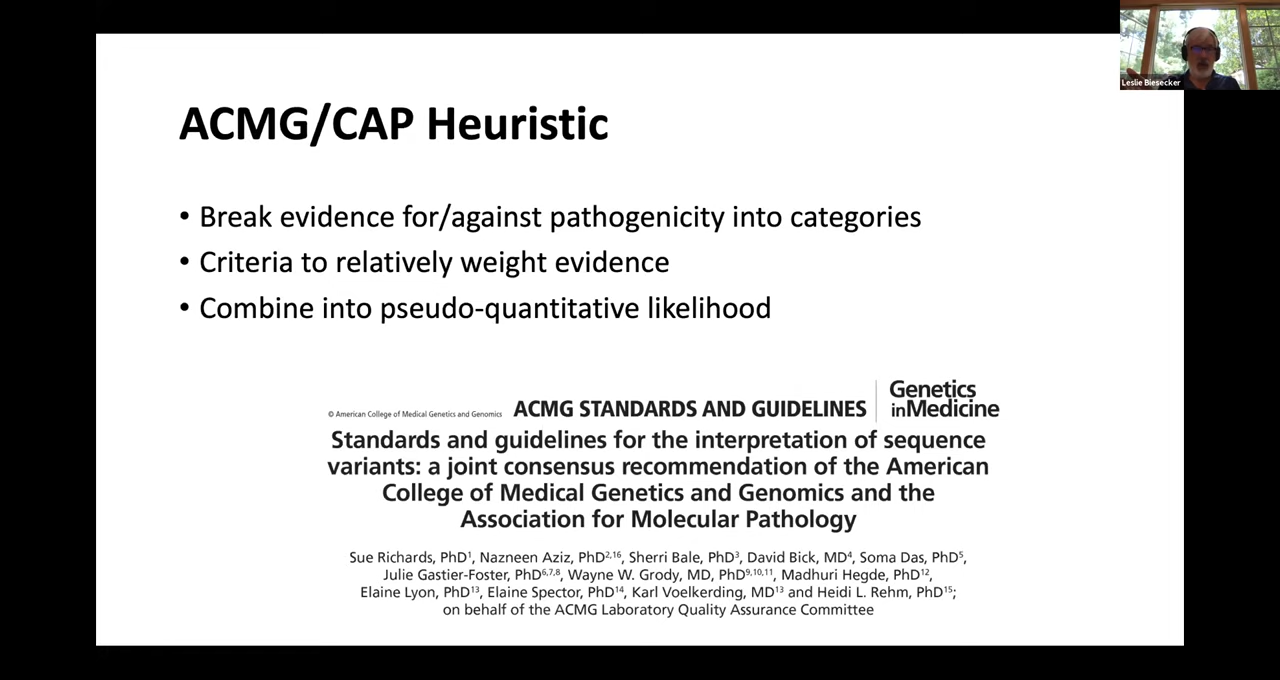 Leslie Biesecker
ACMG/CAP Heuristic
• Break evidence for/against pathogenicity into categories
• Criteria to relatively weight evidence
• Combine into pseudo-quantitative likelihood
© American College of Medical Genetics and Genomics ACMG STANDARDS AND GUIDELINES
Genetics
inMedicine
Standards and guidelines for the interpretation of sequence
variants: a joint consensus recommendation of the American
College of Medical Genetics and Genomics and the
Association for Molecular Pathology
Sue Richards, PhD¹, Nazneen Aziz, PhD²,¹⁶, Sherri Bale, PhD³, David Bick, MD⁴, Soma Das, PhD⁵,
Julie Gastier-Foster, PhD⁶,⁷,⁸, Wayne W. Grody, MD, PhD⁹,¹⁰,¹¹, Madhuri Hegde, PhD¹²,
Elaine Lyon, PhD¹³, Elaine Spector, PhD¹⁴, Karl Voelkerding, MD¹³ and Heidi L. Rehm, PhD¹⁵;
on behalf of the ACMG Laboratory Quality Assurance Committee